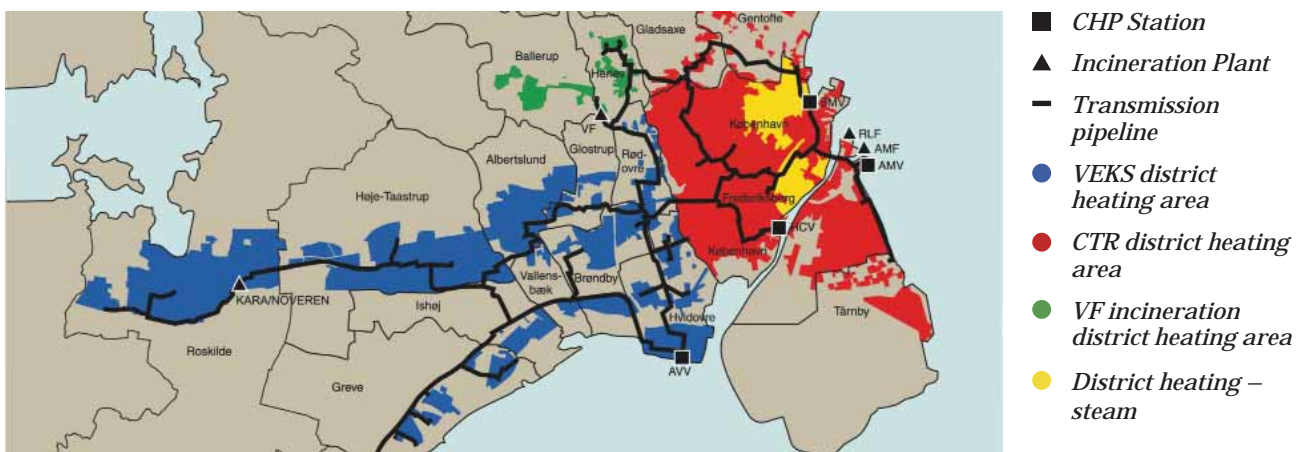 Gentofte
Gladsaxe
Ballerup
Herlev
København
SMV
RLF
AMF
AMV
VF
Glostrup
Rød-
ovre
Albertslund
Høje-Taastrup
Frederiksberg
HCV
København
KARA/NOVEREN
Vallens-
bæk
Brøndby
Ishøj
Hvidovre
Tårnby
Roskilde
AVV
Greve
CHP Station
Incineration Plant
Transmission
pipeline
VEKS district
heating area
CTR district heating
area
VF incineration
district heating area
District heating –
steam